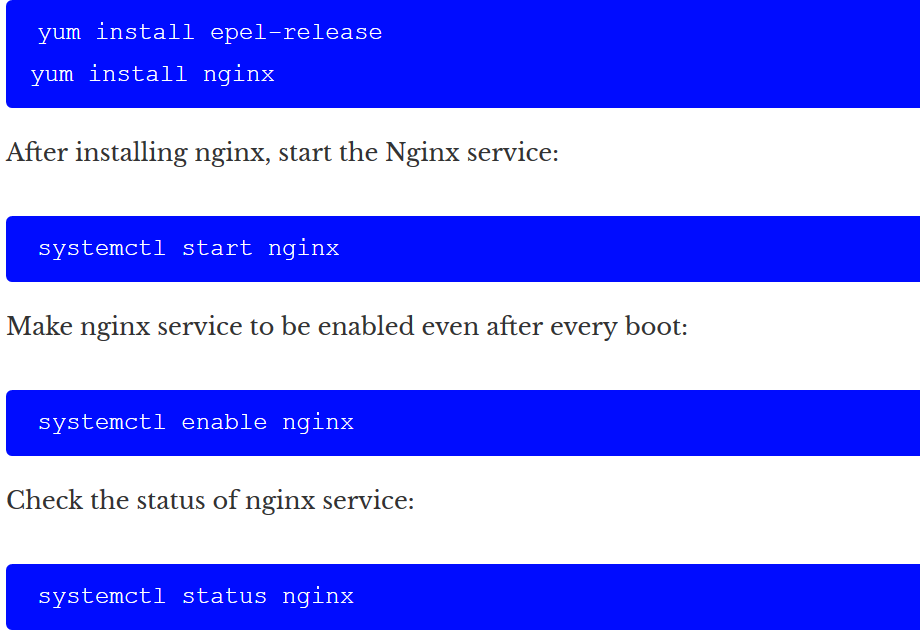 yum install epel-release
yum install nginx
After installing nginx, start the Nginx service:
systemctl start nginx
Make nginx service to be enabled even after every boot:
systemctl enable nginx
Check the status of nginx service:
systemctl status nginx